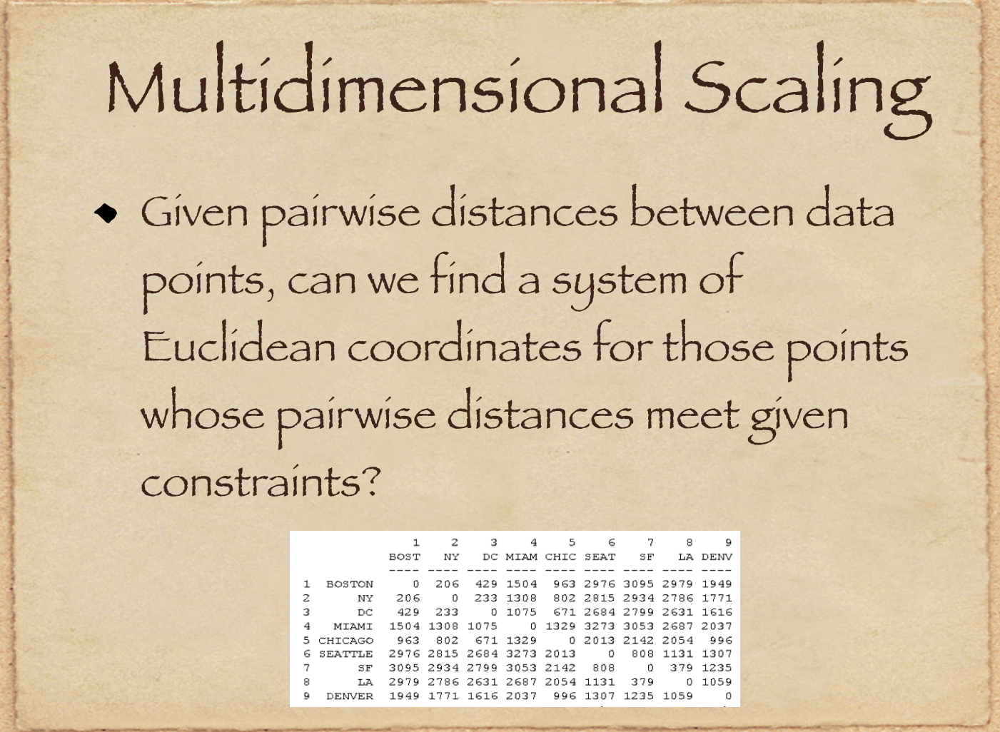 Multidimensional Scaling
Given pairwise distances between data
points, can we find a system of
Euclidean coordinates for those points
whose pairwise distances meet given
constraints?
1 2 3 4 5 6 7 8 9
BOST NY DC MIAM CHIC SEAT SF LA DENV
---- ---- ---- ---- ---- ---- ---- ---- ----
1 BOSTON 0 206 429 1504 963 2976 3095 2979 1949
2 NY 206 0 233 1308 802 2815 2934 2786 1771
3 DC 429 233 0 1075 671 2684 2799 2631 1616
4 MIAMI 1504 1308 1075 0 1329 3273 3053 2687 2037
5 CHICAGO 963 802 671 1329 0 2013 2142 2054 996
6 SEATTLE 2976 2815 2684 3273 2013 0 808 1131 1307
7 SF 3095 2934 2799 3053 2142 808 0 379 1235
8 LA 2979 2786 2631 2687 2054 1131 379 0 1059
9 DENVER 1949 1771 1616 2037 996 1307 1235 1059 0